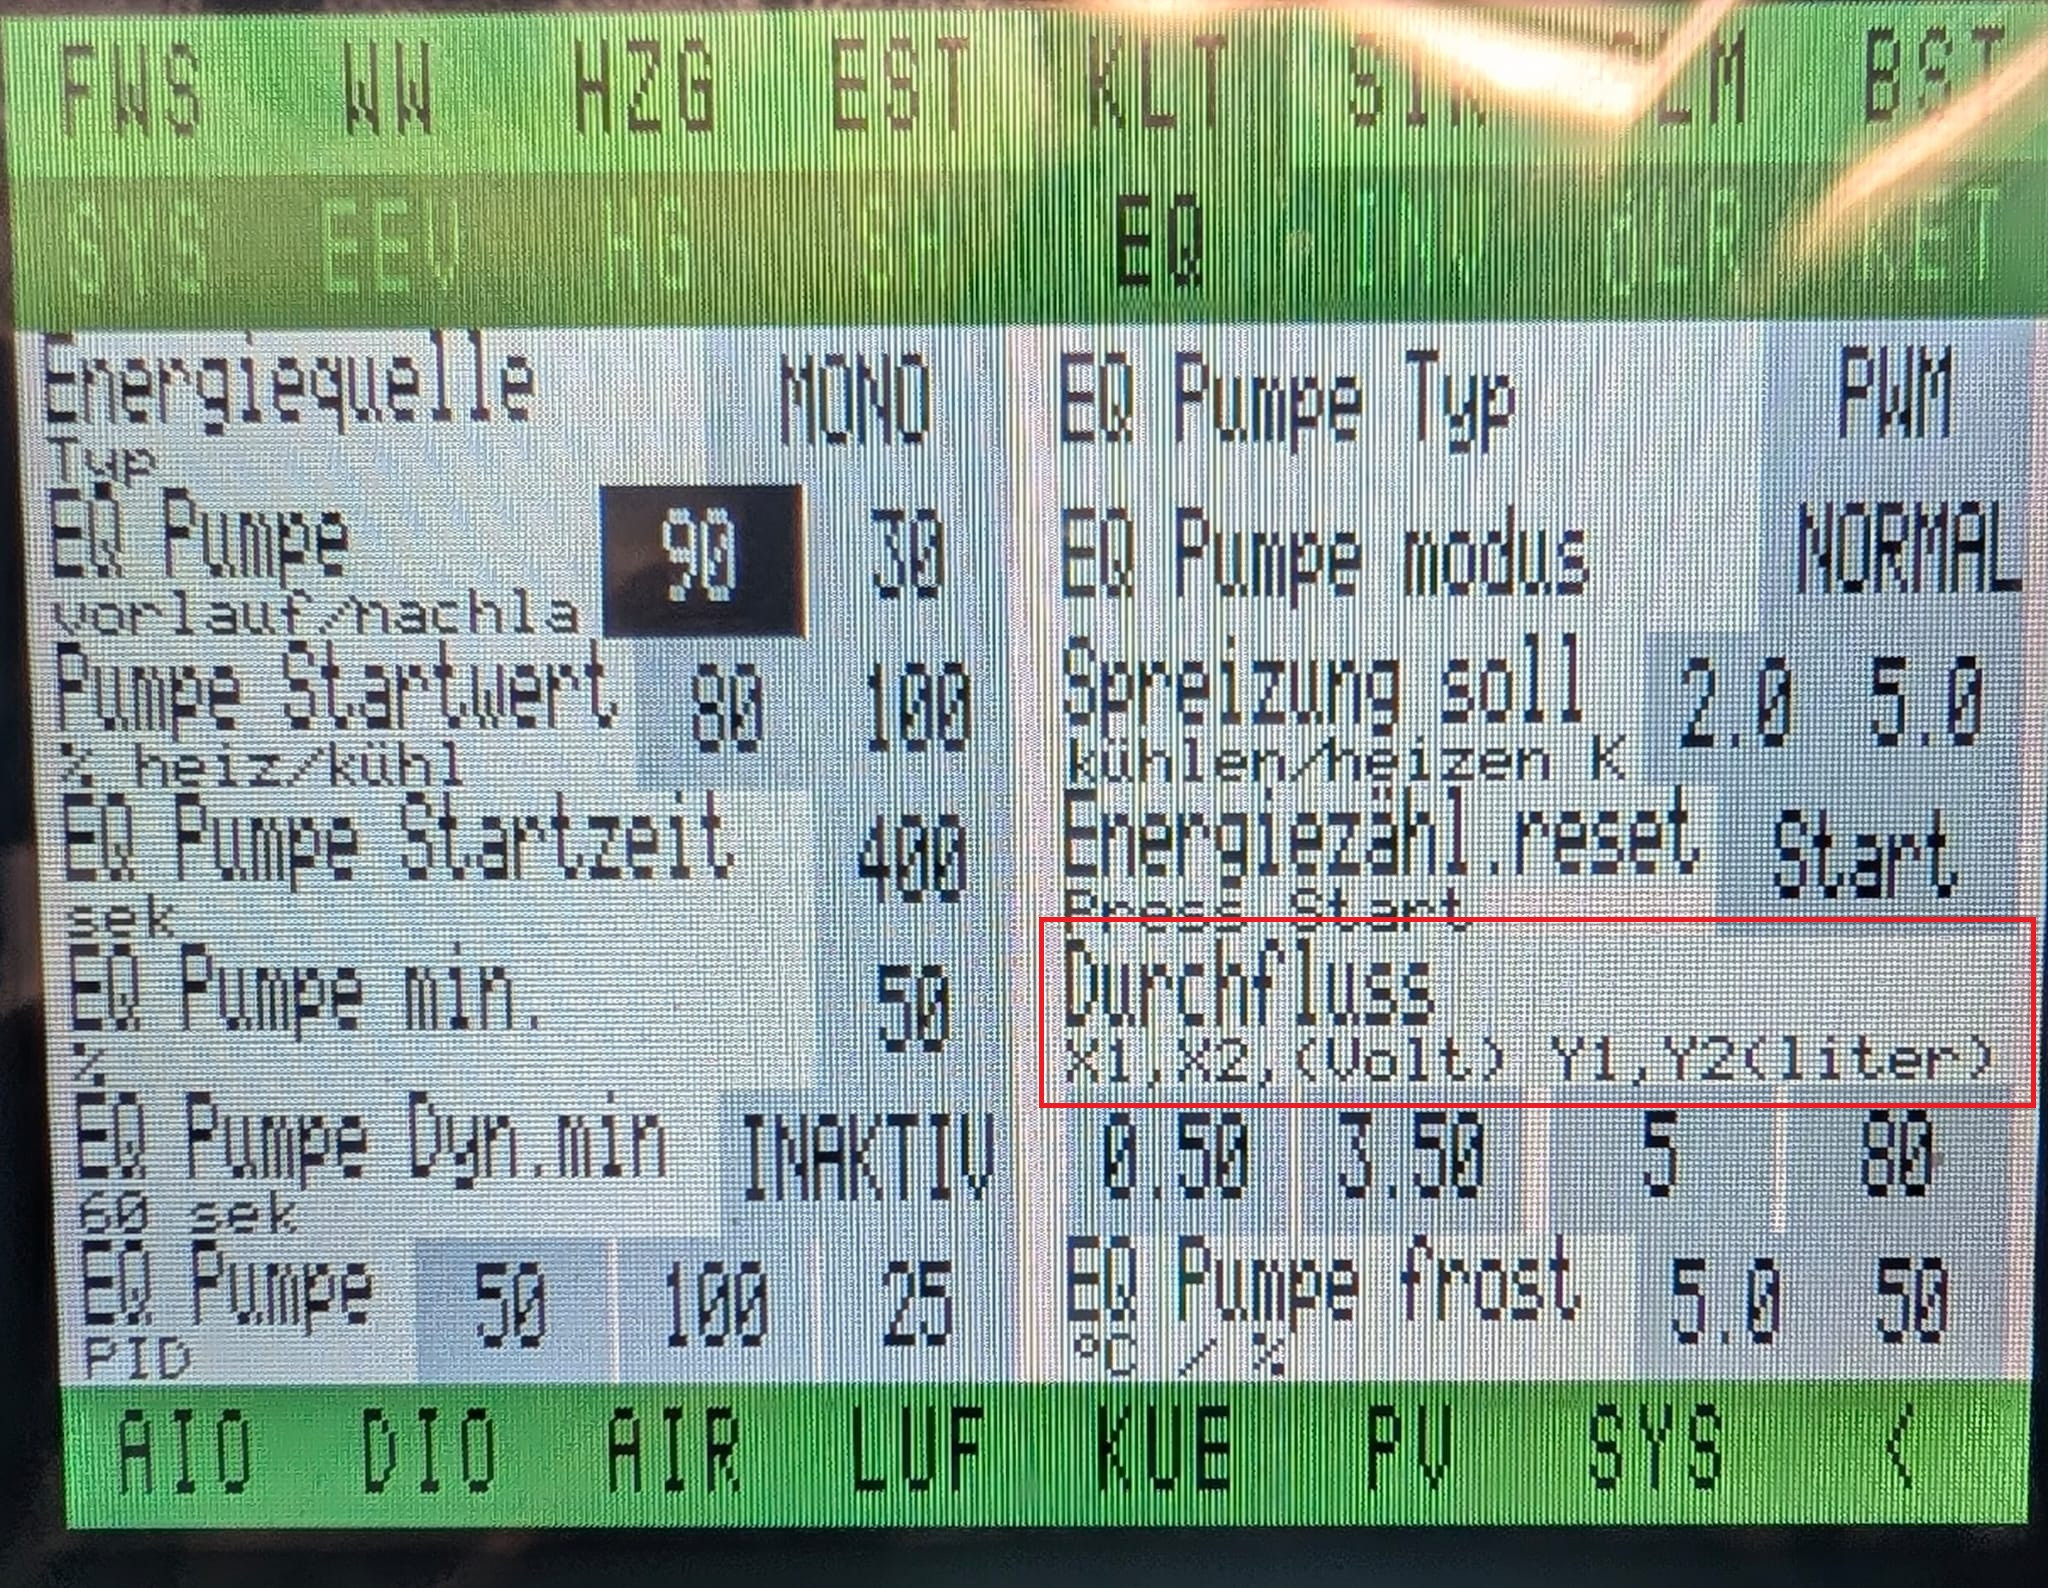 FWS WW HZG EST KLT BST
SYS EEV HG EQ
Energiequelle MONO
Typ
EQ Pumpe 90 30
vorlauf/nachla
Pumpe Startwert 80 100
% heiz/kühl
EQ Pumpe Startzeit 400
sek
EQ Pumpe min. 50
%
EQ Pumpe Dyn.min INAKTIV
60 sek
EQ Pumpe 50 100 25
PID
EQ Pumpe Typ PWM
EQ Pumpe modus NORMAL
Spreizung soll 2.0 5.0
kühlen/heizen K
Energiezähl.reset Start
Press Start
Durchfluss
X1,X2,(Volt) Y1,Y2(liter)
0.50 3.50 5 80
EQ Pumpe frost 5.0 50
°C / %
AIO DIO AIR LUF KUE PV SYS <